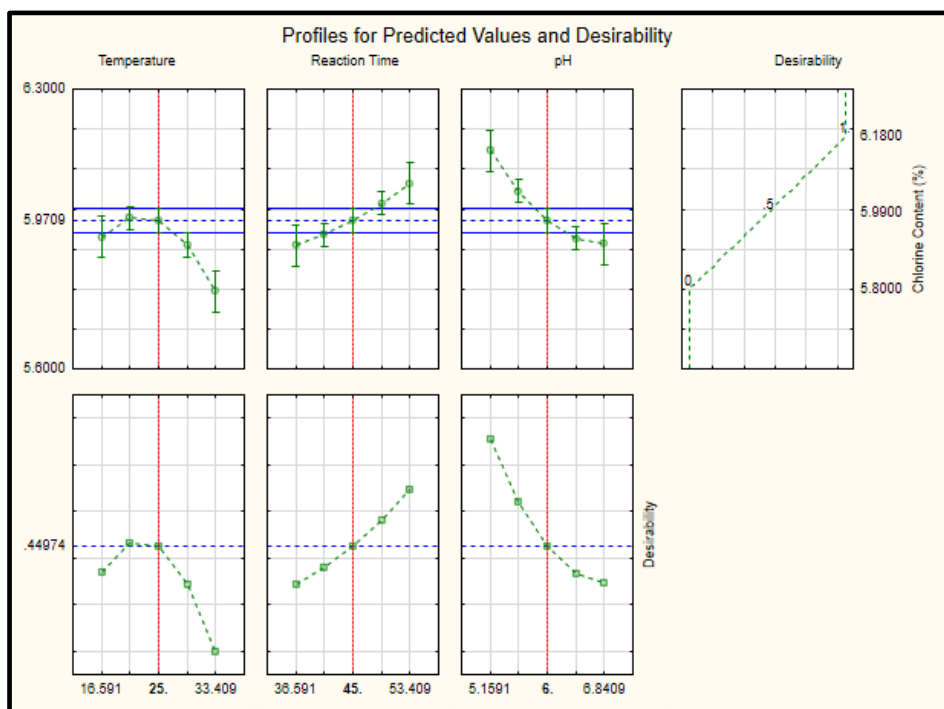 Profiles for Predicted Values and Desirability
Temperature Reaction Time pH Desirability
6.3000
1. 6.1800
5.9709 .5 5.9900
0 5.8000
Chlorine Content (%)
5.6000
.44974
Desirability
16.591 25. 33.409 36.591 45. 53.409 5.1591 6. 6.8409